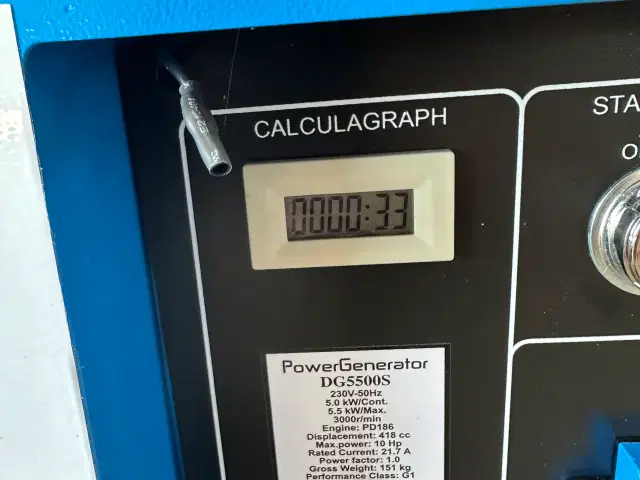 CALCULAGRAPH
STA
O
0000:33
PowerGenerator
DG5500S
230V-50Hz
5.0 kW/Cont.
5.5 kW/Max.
3000r/min
Engine: PD186
Displacement: 418 cc
Max.power: 10 Hp
Rated Current: 21.7 A
Power factor: 1.0
Gross Weight: 151 kg
Performance Class: G1